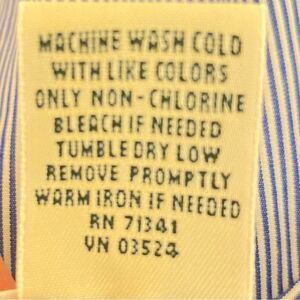 MACHINE WASH COLD
WITH LIKE COLORS
ONLY NON-CHLORINE
BLEACH IF NEEDED
TUMBLE DRY LOW
REMOVE PROMPTLY
WARM IRON IF NEEDED
RN 71341
VN 03524